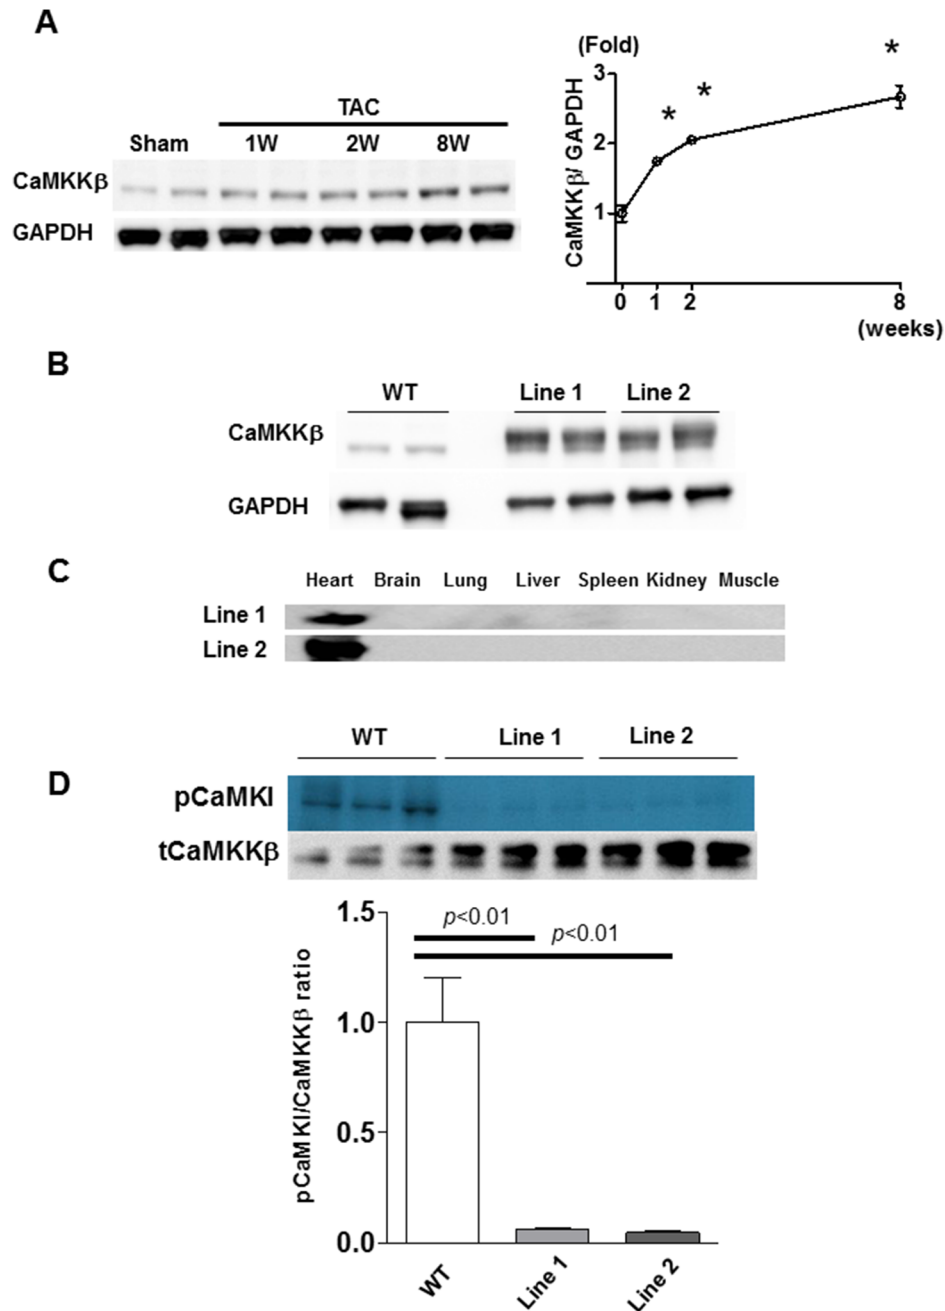 A
TAC
Sham 1W 2W 8W
CaMKKβ
GAPDH
(Fold)
CaMKKβ/ GAPDH
3
2
1
0 1 2 8
(weeks)
* * *
B
WT Line 1 Line 2
CaMKKβ
GAPDH
C
Heart Brain Lung Liver Spleen Kidney Muscle
Line 1
Line 2
D
WT Line 1 Line 2
pCaMKI
tCaMKKβ
pCaMKI/CaMKKβ ratio
1.5
1.0
0.5
0.0
p<0.01
p<0.01
WT Line 1 Line 2